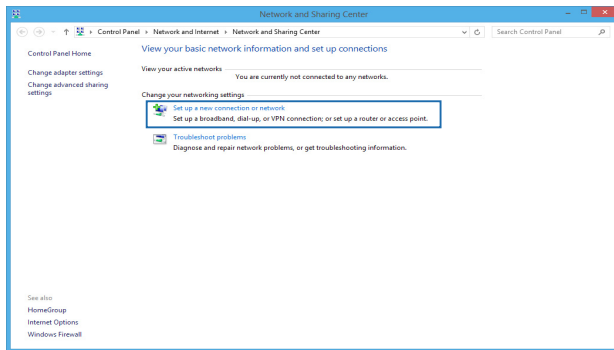 Network and Sharing Center
Control Panel ▸ Network and Internet ▸ Network and Sharing Center
Search Control Panel
Control Panel Home
Change adapter settings
Change advanced sharing
settings
View your basic network information and set up connections
View your active networks
You are currently not connected to any networks.
Change your networking settings
Set up a new connection or network
Set up a broadband, dial-up, or VPN connection; or set up a router or access point.
Troubleshoot problems
Diagnose and repair network problems, or get troubleshooting information.
See also
HomeGroup
Internet Options
Windows Firewall